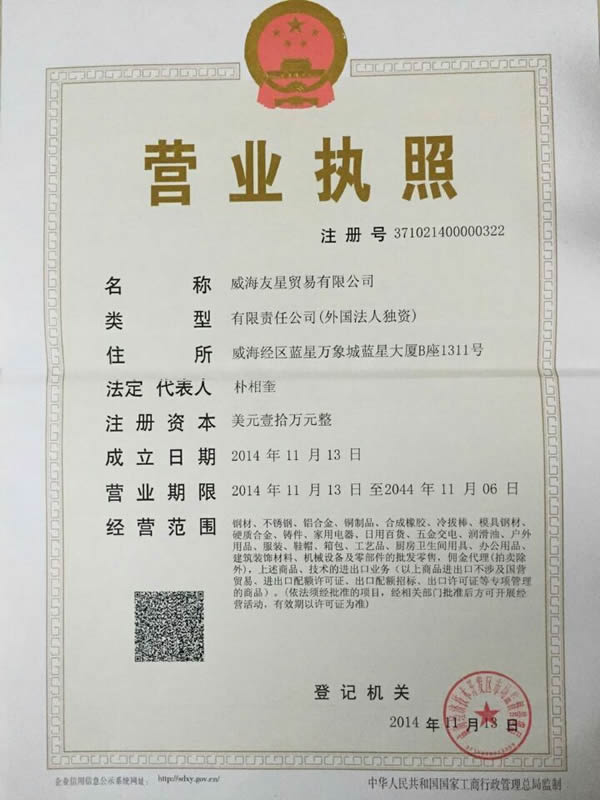 营业执照
注册号 371021400000322
名称 威海友星贸易有限公司
类型 有限责任公司(外国法人独资)
住所 威海经区蓝星万象城蓝星大厦B座1311号
法定代表人 朴相奎
注册资本 美元壹拾万元整
成立日期 2014 年 11 月 13 日
营业期限 2014 年 11 月 13 日 至2044 年 11 月 06 日
经营范围 钢材、不锈钢、铝合金、铜制品、合成橡胶、冷拔棒、模具钢材、
硬质合金、铸件、家用电器、日用百货、五金交电、润滑油、户外
用品、服装、鞋帽、箱包、工艺品、厨房卫生间用具、办公用品、
建筑装饰材料、机械设备及零部件的批发零售，佣金代理(拍卖除
外)，上述商品、技术的进出口业务（以上商品进出口不涉及国营
贸易、进出口配额许可证、出口配额招标、出口许可证等专项管理
的商品）。(依法须经批准的项目，经相关部门批准后方可开展经
营活动，有效期以许可证为准)
登记机关
2014 年 11 月 13 日
企业信用信息公示系统网址： http://sdxy.gov.cn/
中华人民共和国国家工商行政管理总局监制